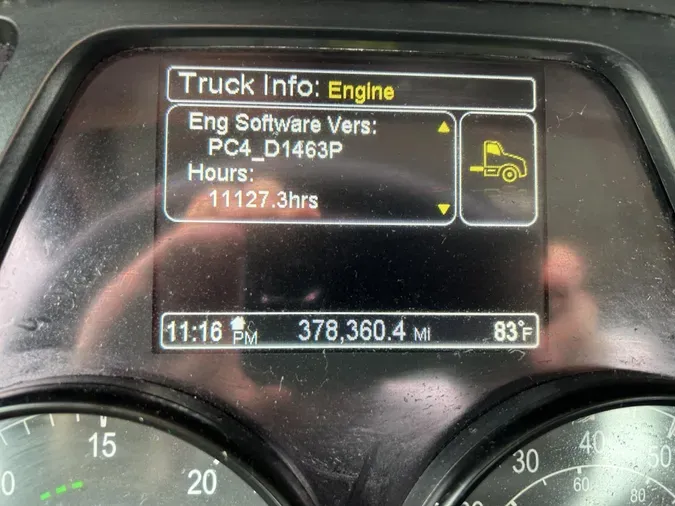 Truck Info: Engine
Eng Software Vers:
PC4_D1463P
Hours:
11127.3hrs
11:16 PM 378,360.4 MI 83°F
15
20
30
40
50
60
80